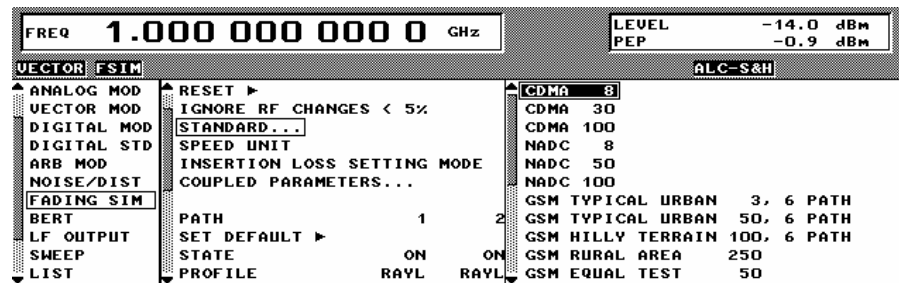 FREQ 1.000 000 000 0 GHz
LEVEL -14.0 dBm
PEP -0.9 dBm
VECTOR FSIM ALC-S&H
ANALOG MOD
VECTOR MOD
DIGITAL MOD
DIGITAL STD
ARB MOD
NOISE/DIST
FADING SIM
BERT
LF OUTPUT
SWEEP
LIST
RESET ▶
IGNORE RF CHANGES < 5%
STANDARD...
SPEED UNIT
INSERTION LOSS SETTING MODE
COUPLED PARAMETERS...
PATH 1 2
SET DEFAULT ▶
STATE ON ON
PROFILE RAYL RAYL
CDMA 8
CDMA 30
CDMA 100
NADC 8
NADC 50
NADC 100
GSM TYPICAL URBAN 3, 6 PATH
GSM TYPICAL URBAN 50, 6 PATH
GSM HILLY TERRAIN 100, 6 PATH
GSM RURAL AREA 250
GSM EQUAL TEST 50